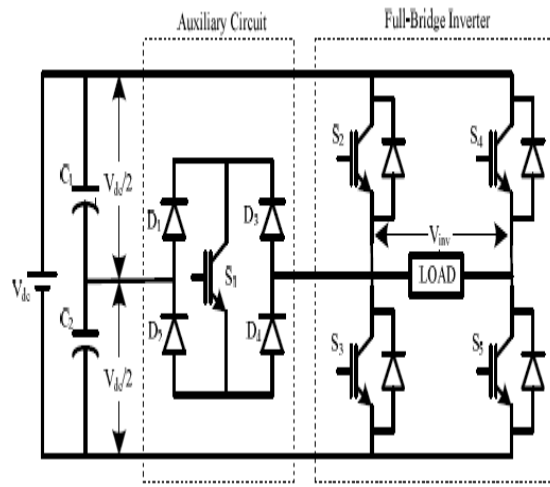 Auxiliary Circuit
Full-Bridge Inverter
S2
S4
C1
Vdc/2
D1
D3
S1
Vinv
Vdc
LOAD
C2
D2
D4
S3
S5
Vdc/2